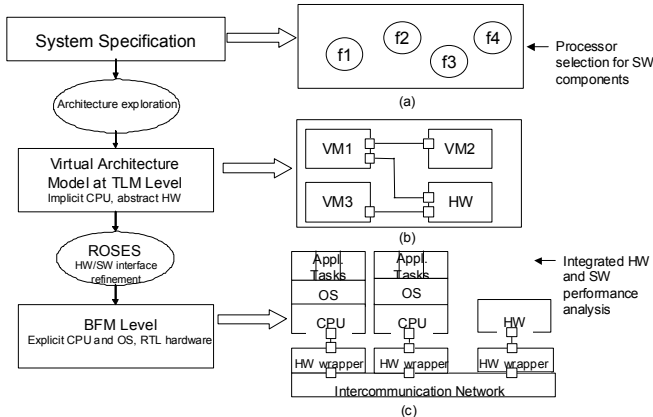 System Specification
f1
f2
f3
f4
Processor
selection for SW
components
(a)
Architecture exploration
Virtual Architecture
Model at TLM Level
Implicit CPU, abstract HW
VM1
VM2
VM3
HW
(b)
ROSES
HW/SW interface
refinement
BFM Level
Explicit CPU and OS, RTL hardware
Appl.
Tasks
OS
CPU
HW wrapper
Appl.
Tasks
OS
CPU
HW wrapper
HW
HW wrapper
Intercommunication Network
(c)
Integrated HW
and SW
performance
analysis